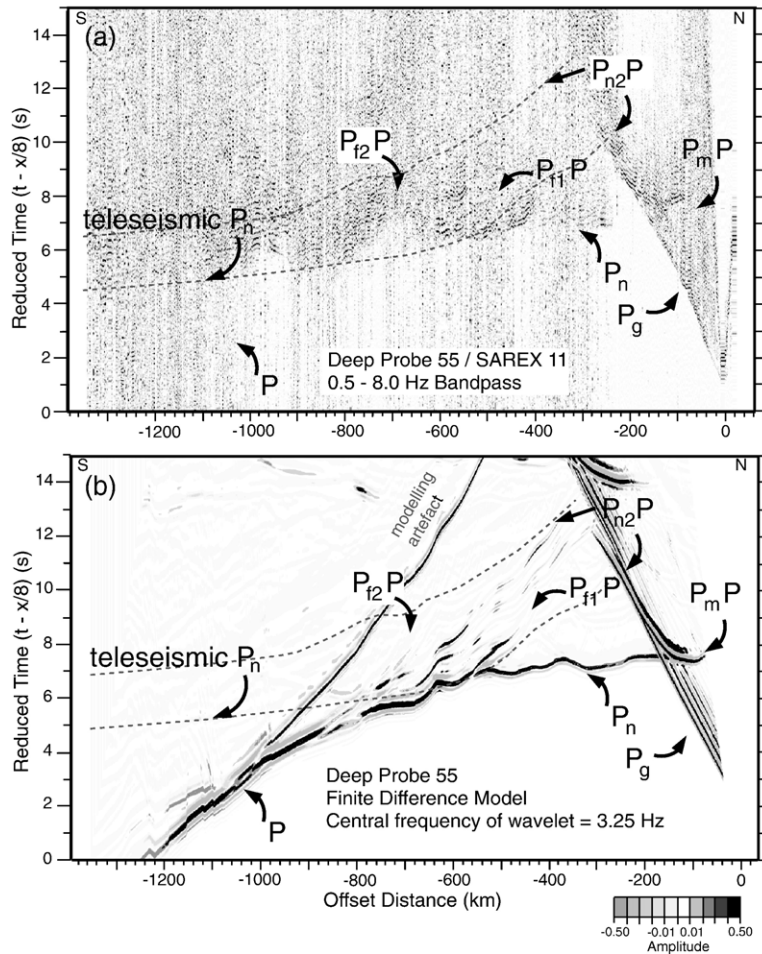 S
N
(a)
15
14
12
10
8
6
4
2
0
Reduced Time (t - x/8) (s)
Pn2P
Pf2P
Pf1P
PmP
teleseismic Pn
Pn
Pg
P
Deep Probe 55 / SAREX 11
0.5 - 8.0 Hz Bandpass
-1200 -1000 -800 -600 -400 -200 0
S
N
(b)
14
12
10
8
6
4
2
0
Reduced Time (t - x/8) (s)
modelling
artefact
Pn2P
Pf2P
Pf1P
PmP
teleseismic Pn
Pn
Pg
P
Deep Probe 55
Finite Difference Model
Central frequency of wavelet = 3.25 Hz
-1200 -1000 -800 -600 -400 -200 0
Offset Distance (km)
-0.50 -0.01 0.01 0.50
Amplitude